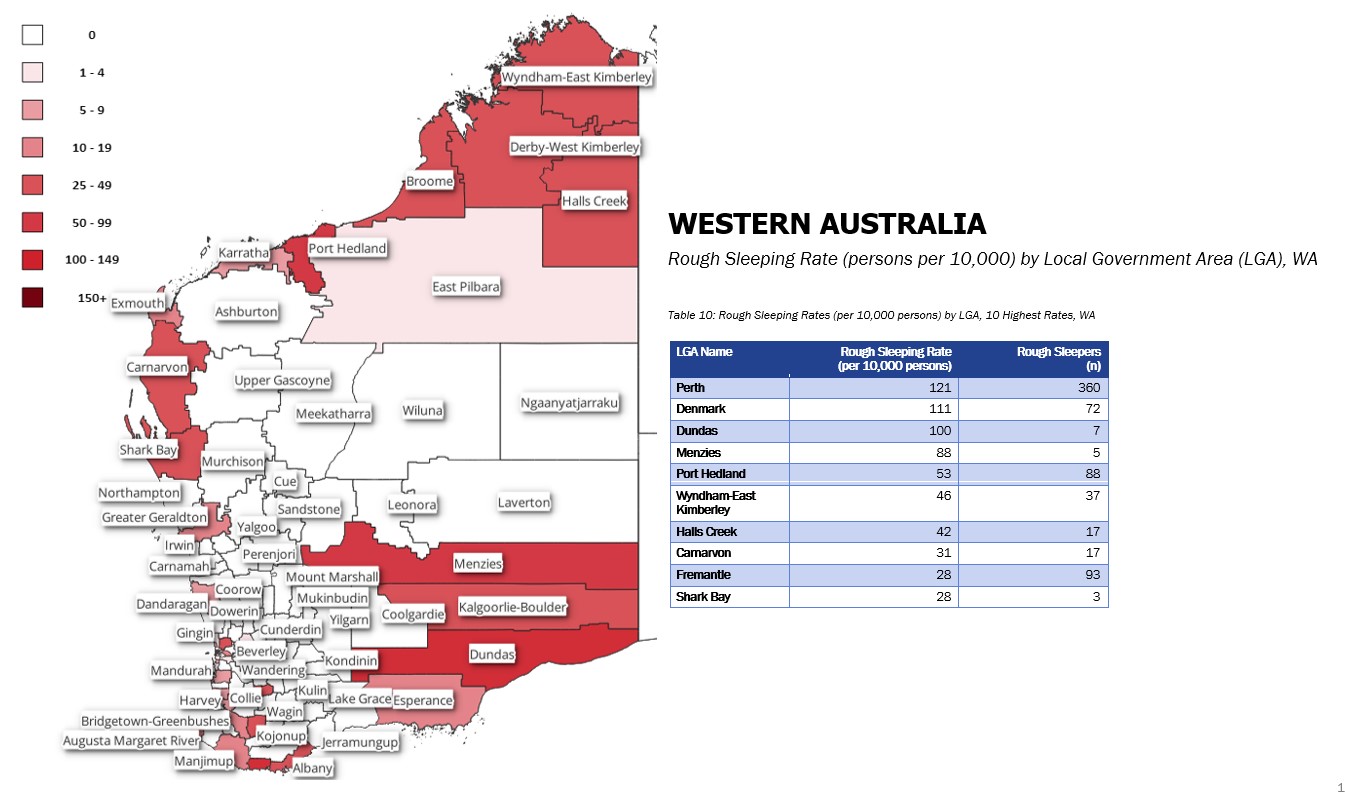 0
1 - 4
5 - 9
10 - 19
25 - 49
50 - 99
100 - 149
150+
Wyndham-East Kimberley
Derby-West Kimberley
Broome
Halls Creek
Port Hedland
Karratha
East Pilbara
Exmouth
Ashburton
Carnarvon
Upper Gascoyne
Meekatharra
Wiluna
Ngaanyatjarraku
Shark Bay
Murchison
Cue
Northampton
Sandstone
Leonora
Laverton
Greater Geraldton
Yalgoo
Irwin
Perenjori
Carnamah
Menzies
Mount Marshall
Coorow
Mukinbudin
Dandaragan
Dowerin
Yilgarn
Coolgardie
Kalgoorlie-Boulder
Gingin
Cunderdin
Beverley
Kondinin
Dundas
Mandurah
Wandering
Harvey
Collie
Kulin
Lake Grace
Esperance
Wagin
Bridgetown-Greenbushes
Kojonup
Augusta Margaret River
Jerramungup
Manjimup
Albany
WESTERN AUSTRALIA
Rough Sleeping Rate (persons per 10,000) by Local Government Area (LGA), WA
Table 10: Rough Sleeping Rates (per 10,000 persons) by LGA, 10 Highest Rates, WA
LGA Name Rough Sleeping Rate Rough Sleepers
(per 10,000 persons) (n)
Perth 121 360
Denmark 111 72
Dundas 100 7
Menzies 88 5
Port Hedland 53 88
Wyndham-East
Kimberley 46 37
Halls Creek 42 17
Carnarvon 31 17
Fremantle 28 93
Shark Bay 28 3
1